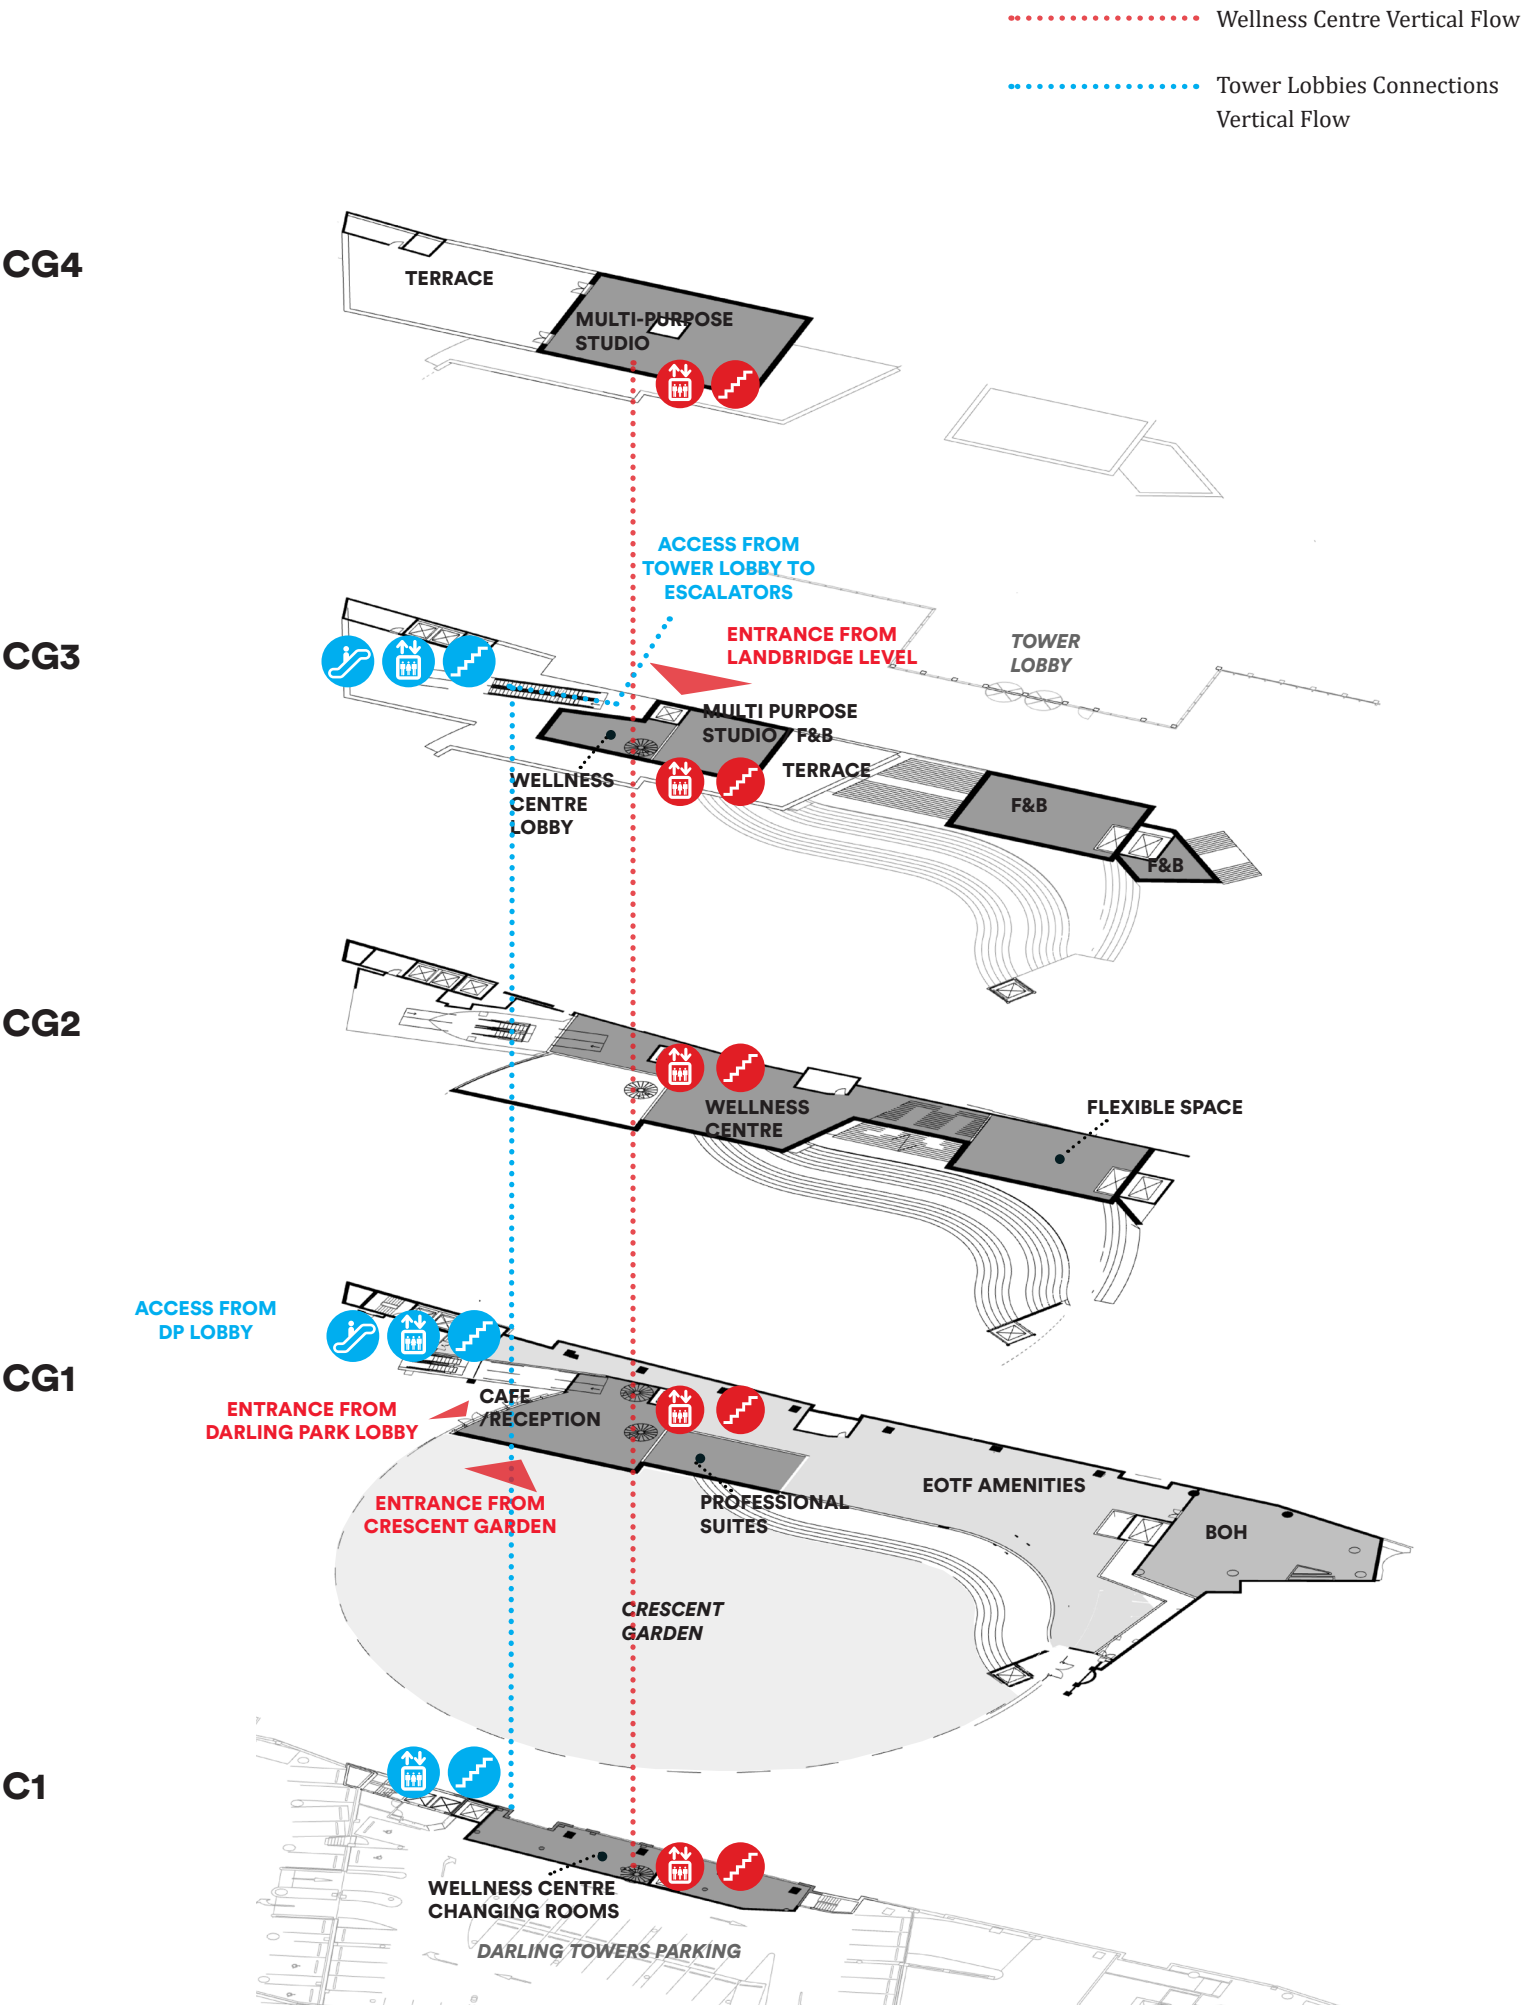 Wellness Centre Vertical Flow
Tower Lobbies Connections
Vertical Flow
CG4
TERRACE
MULTI-PURPOSE
STUDIO
CG3
ACCESS FROM
TOWER LOBBY TO
ESCALATORS
ENTRANCE FROM
LANDBRIDGE LEVEL
TOWER
LOBBY
MULTI PURPOSE
STUDIO F&B
TERRACE
WELLNESS
CENTRE
LOBBY
F&B
F&B
CG2
WELLNESS
CENTRE
FLEXIBLE SPACE
ACCESS FROM
DP LOBBY
CG1
CAFE
/RECEPTION
ENTRANCE FROM
DARLING PARK LOBBY
ENTRANCE FROM
CRESCENT GARDEN
PROFESSIONAL
SUITES
EOTF AMENITIES
BOH
CRESCENT
GARDEN
C1
WELLNESS CENTRE
CHANGING ROOMS
DARLING TOWERS PARKING